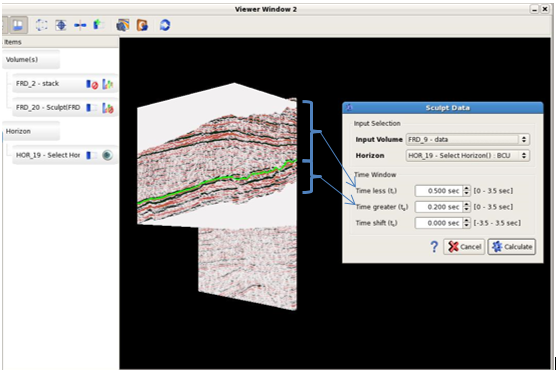 Viewer Window 2
Items
Volume(s)
FRD_2 - stack
FRD_20 - Sculpt(FRD
Horizon
HOR_19 - Select Hor
Sculpt Data
Input Selection
Input Volume FRD_9 - data
Horizon HOR_19 - Select Horizon() : BCU
Time Window
Time less (t,) 0.500 sec [0 - 3.5 sec]
Time greater (t ) 0.200 sec [0 - 3.5 sec]
Time shift (t ) 0.000 sec [-3.5 - 3.5 sec]
? Cancel Calculate